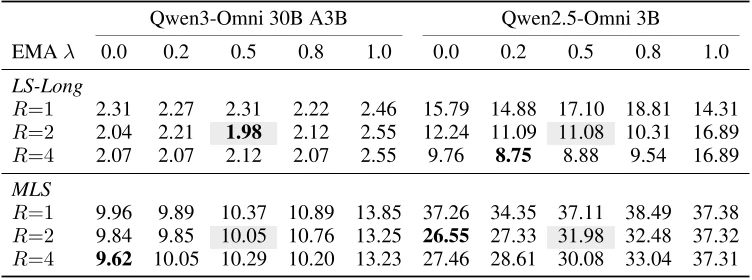 Qwen3-Omni 30B A3B Qwen2.5-Omni 3B
EMA λ 0.0 0.2 0.5 0.8 1.0 0.0 0.2 0.5 0.8 1.0
LS-Long
R=1 2.31 2.27 2.31 2.22 2.46 15.79 14.88 17.10 18.81 14.31
R=2 2.04 2.21 1.98 2.12 2.55 12.24 11.09 11.08 10.31 16.89
R=4 2.07 2.07 2.12 2.07 2.55 9.76 8.75 8.88 9.54 16.89
MLS
R=1 9.96 9.89 10.37 10.89 13.85 37.26 34.35 37.11 38.49 37.38
R=2 9.84 9.85 10.05 10.76 13.25 26.55 27.33 31.98 32.48 37.32
R=4 9.62 10.05 10.29 10.20 13.23 27.46 28.61 30.08 33.04 37.31